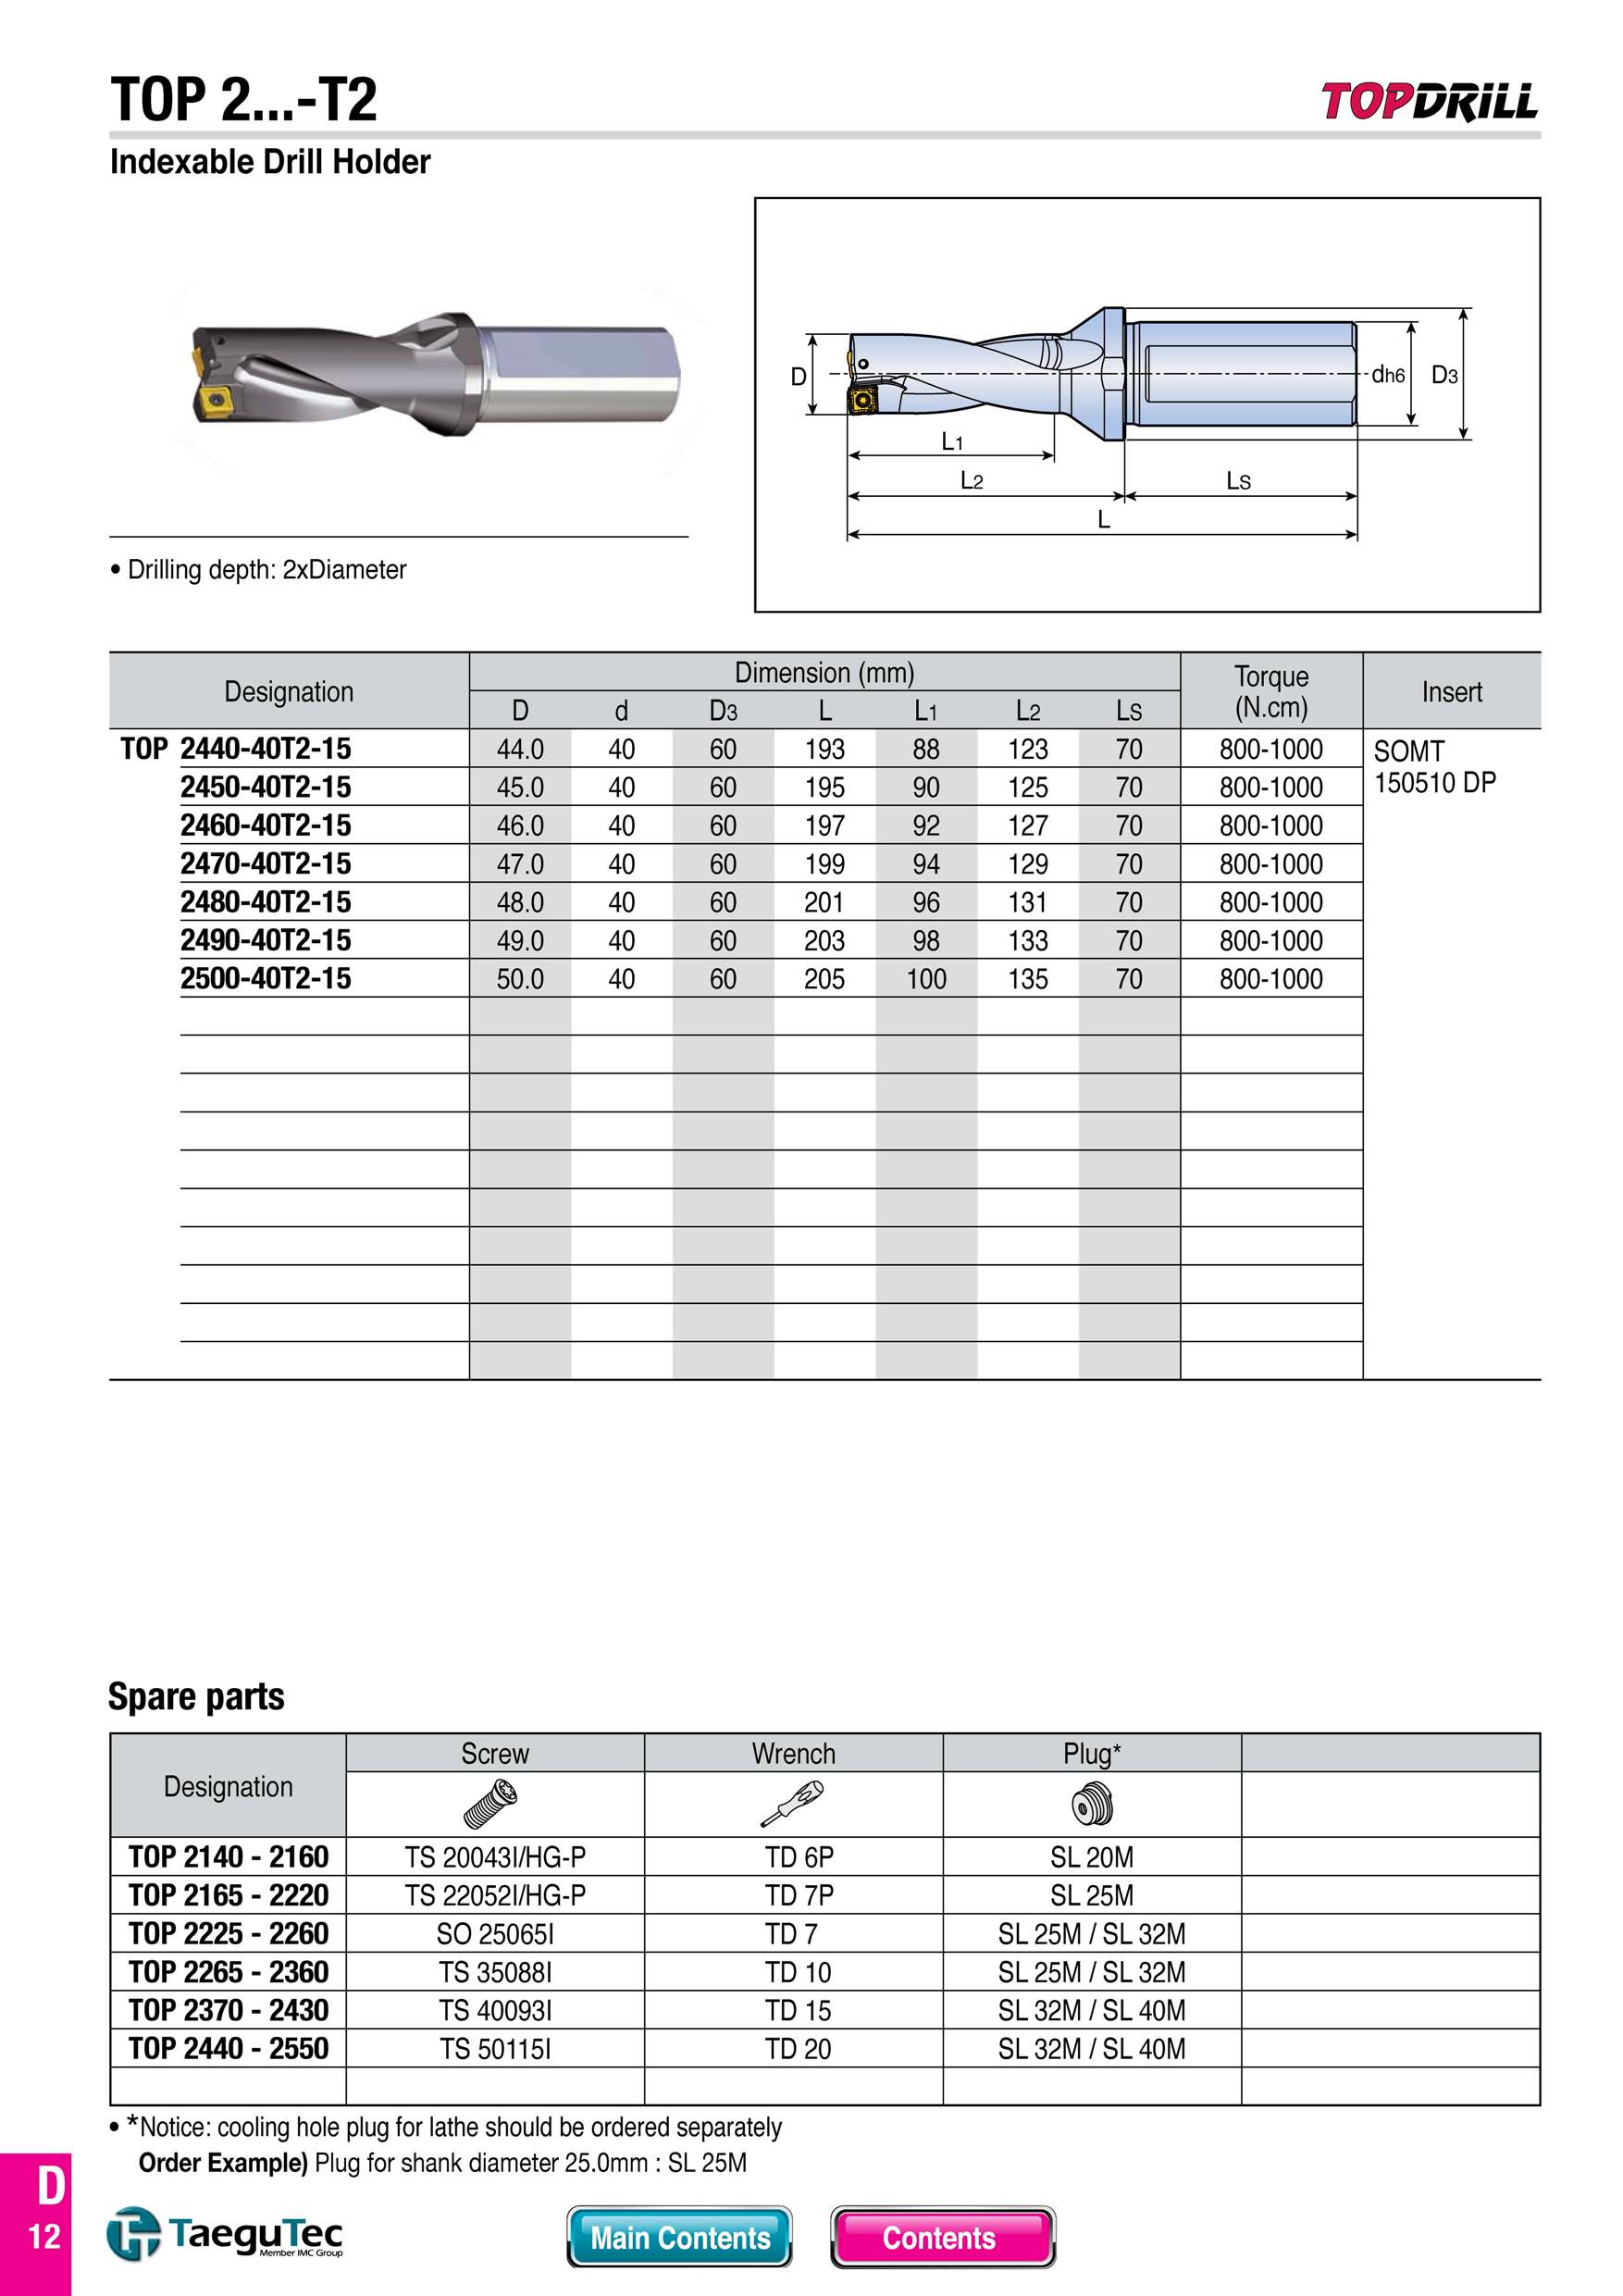 TOP 2...-T2
TOPDRILL
Indexable Drill Holder
D
dh6
D3
L1
L2
LS
L
• Drilling depth: 2xDiameter
Designation
Dimension (mm)
Torque
(N.cm)
Insert
D d D3 L L1 L2 LS
TOP 2440-40T2-15 44.0 40 60 193 88 123 70 800-1000 SOMT
150510 DP
2450-40T2-15 45.0 40 60 195 90 125 70 800-1000
2460-40T2-15 46.0 40 60 197 92 127 70 800-1000
2470-40T2-15 47.0 40 60 199 94 129 70 800-1000
2480-40T2-15 48.0 40 60 201 96 131 70 800-1000
2490-40T2-15 49.0 40 60 203 98 133 70 800-1000
2500-40T2-15 50.0 40 60 205 100 135 70 800-1000
Spare parts
Designation
Screw Wrench Plug*
TOP 2140 - 2160 TS 20043I/HG-P TD 6P SL 20M
TOP 2165 - 2220 TS 22052I/HG-P TD 7P SL 25M
TOP 2225 - 2260 SO 25065I TD 7 SL 25M / SL 32M
TOP 2265 - 2360 TS 35088I TD 10 SL 25M / SL 32M
TOP 2370 - 2430 TS 40093I TD 15 SL 32M / SL 40M
TOP 2440 - 2550 TS 50115I TD 20 SL 32M / SL 40M
• *Notice: cooling hole plug for lathe should be ordered separately
Order Example) Plug for shank diameter 25.0mm : SL 25M
D
12
TaeguTec
Member IMC Group
Main Contents
Contents